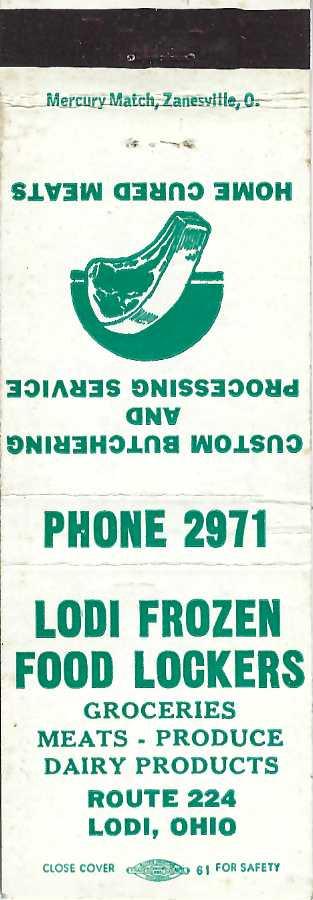 Mercury Match, Zanesville, O.
CUSTOM BUTCHERING
AND
PROCESSING SERVICE
HOME CURED MEATS
PHONE 2971
LODI FROZEN
FOOD LOCKERS
GROCERIES
MEATS - PRODUCE
DAIRY PRODUCTS
ROUTE 224
LODI, OHIO
CLOSE COVER 61 FOR SAFETY